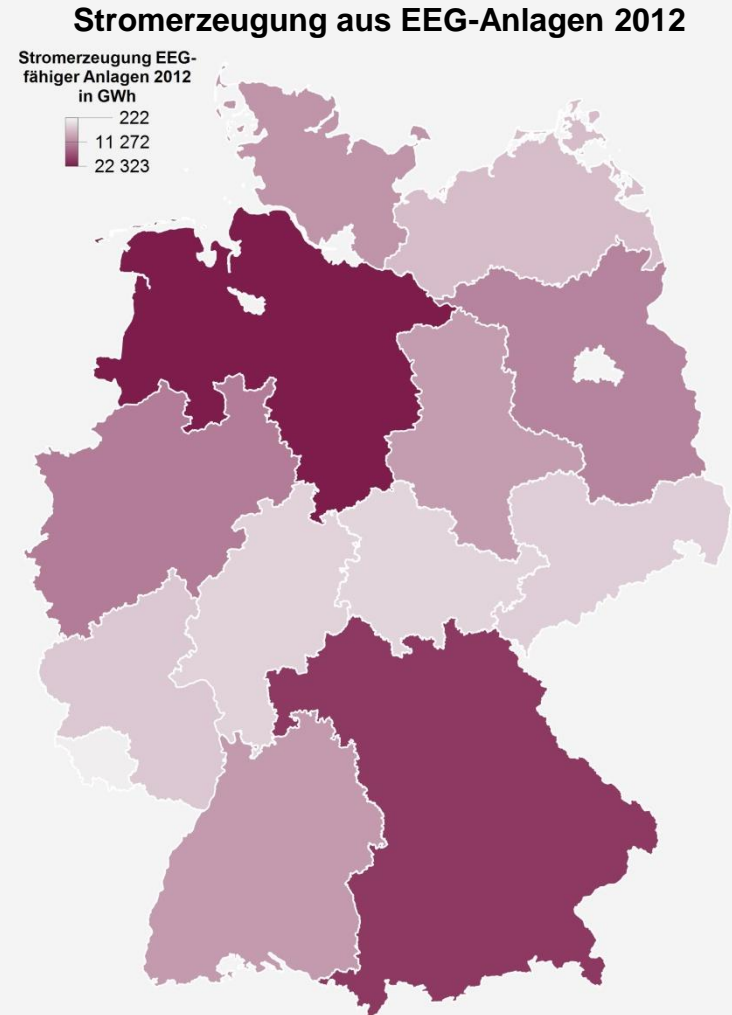 Stromerzeugung aus EEG-Anlagen 2012
Stromerzeugung EEG-
fähiger Anlagen 2012
in GWh
222
11 272
22 323